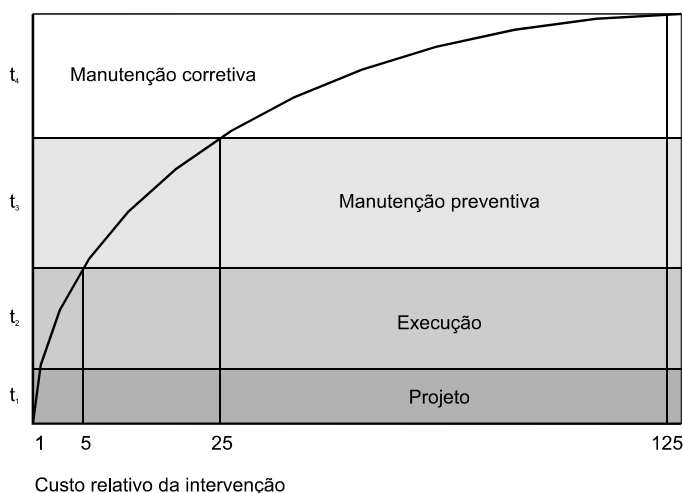 t₄
Manutenção corretiva
t₃
Manutenção preventiva
t₂
Execução
t₁
Projeto
1 5 25 125
Custo relativo da intervenção